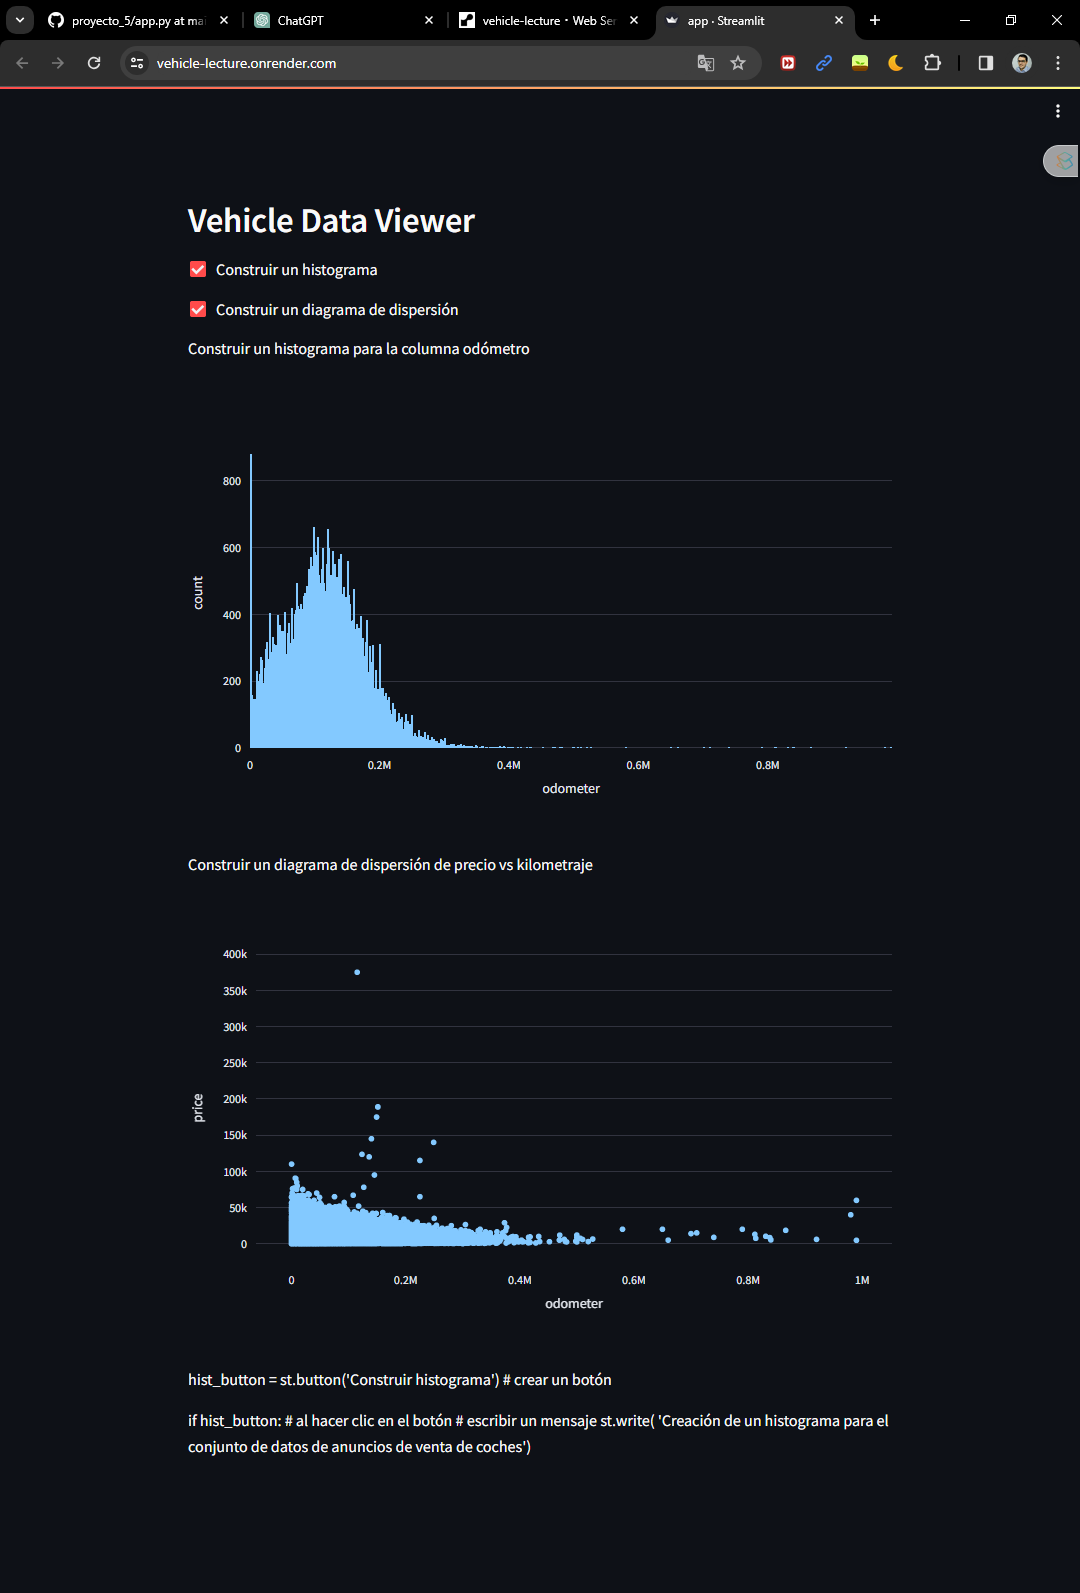 proyecto_5/app.py at mai
ChatGPT
vehicle-lecture · Web Ser
app · Streamlit
vehicle-lecture.onrender.com
Vehicle Data Viewer
Construir un histograma
Construir un diagrama de dispersión
Construir un histograma para la columna odómetro
800
600
400
200
0
count
0
0.2M
0.4M
0.6M
0.8M
odometer
Construir un diagrama de dispersión de precio vs kilometraje
400k
350k
300k
250k
200k
150k
100k
50k
0
price
0
0.2M
0.4M
0.6M
0.8M
1M
odometer
hist_button = st.button('Construir histograma') # crear un botón
if hist_button: # al hacer clic en el botón # escribir un mensaje st.write( 'Creación de un histograma para el
conjunto de datos de anuncios de venta de coches')